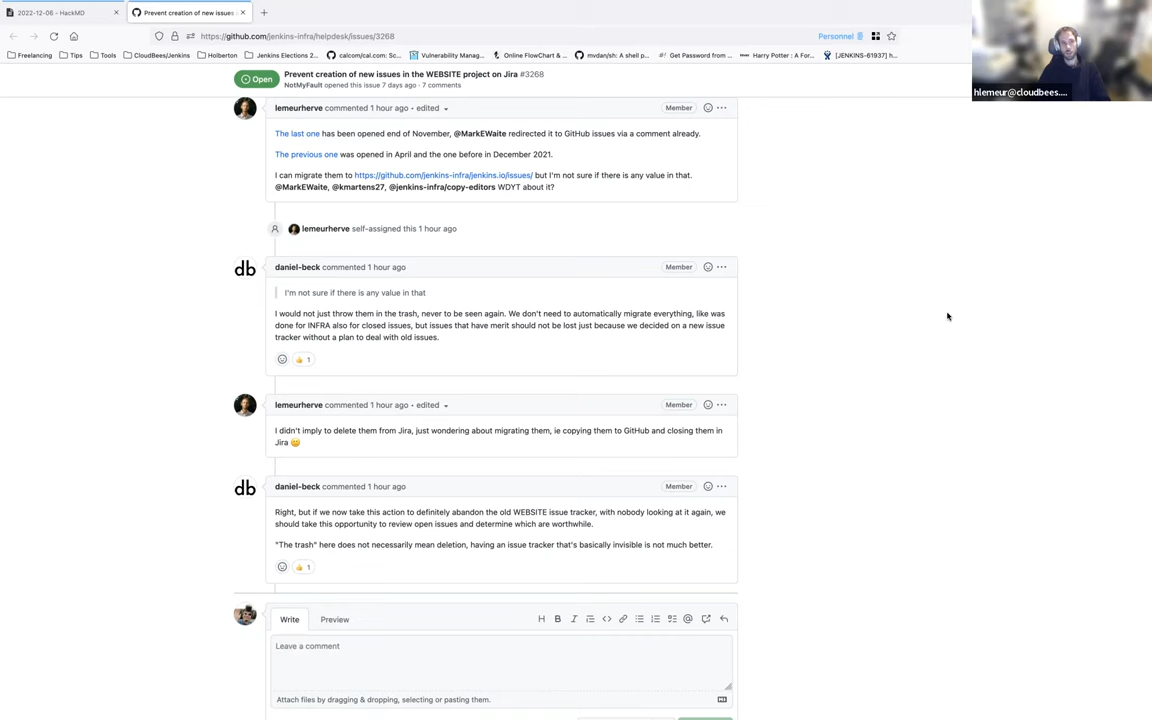 2022-12-06 - HackMD
Prevent creation of new issues
https://github.com/jenkins-infra/helpdesk/issues/3268
Personnel
Freelancing
Tips
Tools
CloudBees/Jenkins
Holberton
Jenkins Elections 2...
calcom/cal.com: Sc...
Vulnerability Manag...
Online FlowChart & ...
mvdan/sh: A shell p...
Get Password from ...
Harry Potter : A For...
[JENKINS-61937] h...
hlemeur@cloudbees....
Open
Prevent creation of new issues in the WEBSITE project on Jira #3268
NotMyFault opened this issue 7 days ago · 7 comments
lemeurherve commented 1 hour ago • edited
Member
The last one has been opened end of November, @MarkEWaite redirected it to GitHub issues via a comment already.
The previous one was opened in April and the one before in December 2021.
I can migrate them to https://github.com/jenkins-infra/jenkins.io/issues/ but I'm not sure if there is any value in that.
@MarkEWaite, @kmartens27, @jenkins-infra/copy-editors WDYT about it?
lemeurherve self-assigned this 1 hour ago
db
daniel-beck commented 1 hour ago
Member
I'm not sure if there is any value in that
I would not just throw them in the trash, never to be seen again. We don't need to automatically migrate everything, like was
done for INFRA also for closed issues, but issues that have merit should not be lost just because we decided on a new issue
tracker without a plan to deal with old issues.
1
lemeurherve commented 1 hour ago • edited
Member
I didn't imply to delete them from Jira, just wondering about migrating them, ie copying them to GitHub and closing them in
Jira
db
daniel-beck commented 1 hour ago
Member
Right, but if we now take this action to definitely abandon the old WEBSITE issue tracker, with nobody looking at it again, we
should take this opportunity to review open issues and determine which are worthwhile.
"The trash" here does not necessarily mean deletion, having an issue tracker that's basically invisible is not much better.
1
Write
Preview
Leave a comment
Attach files by dragging & dropping, selecting or pasting them.